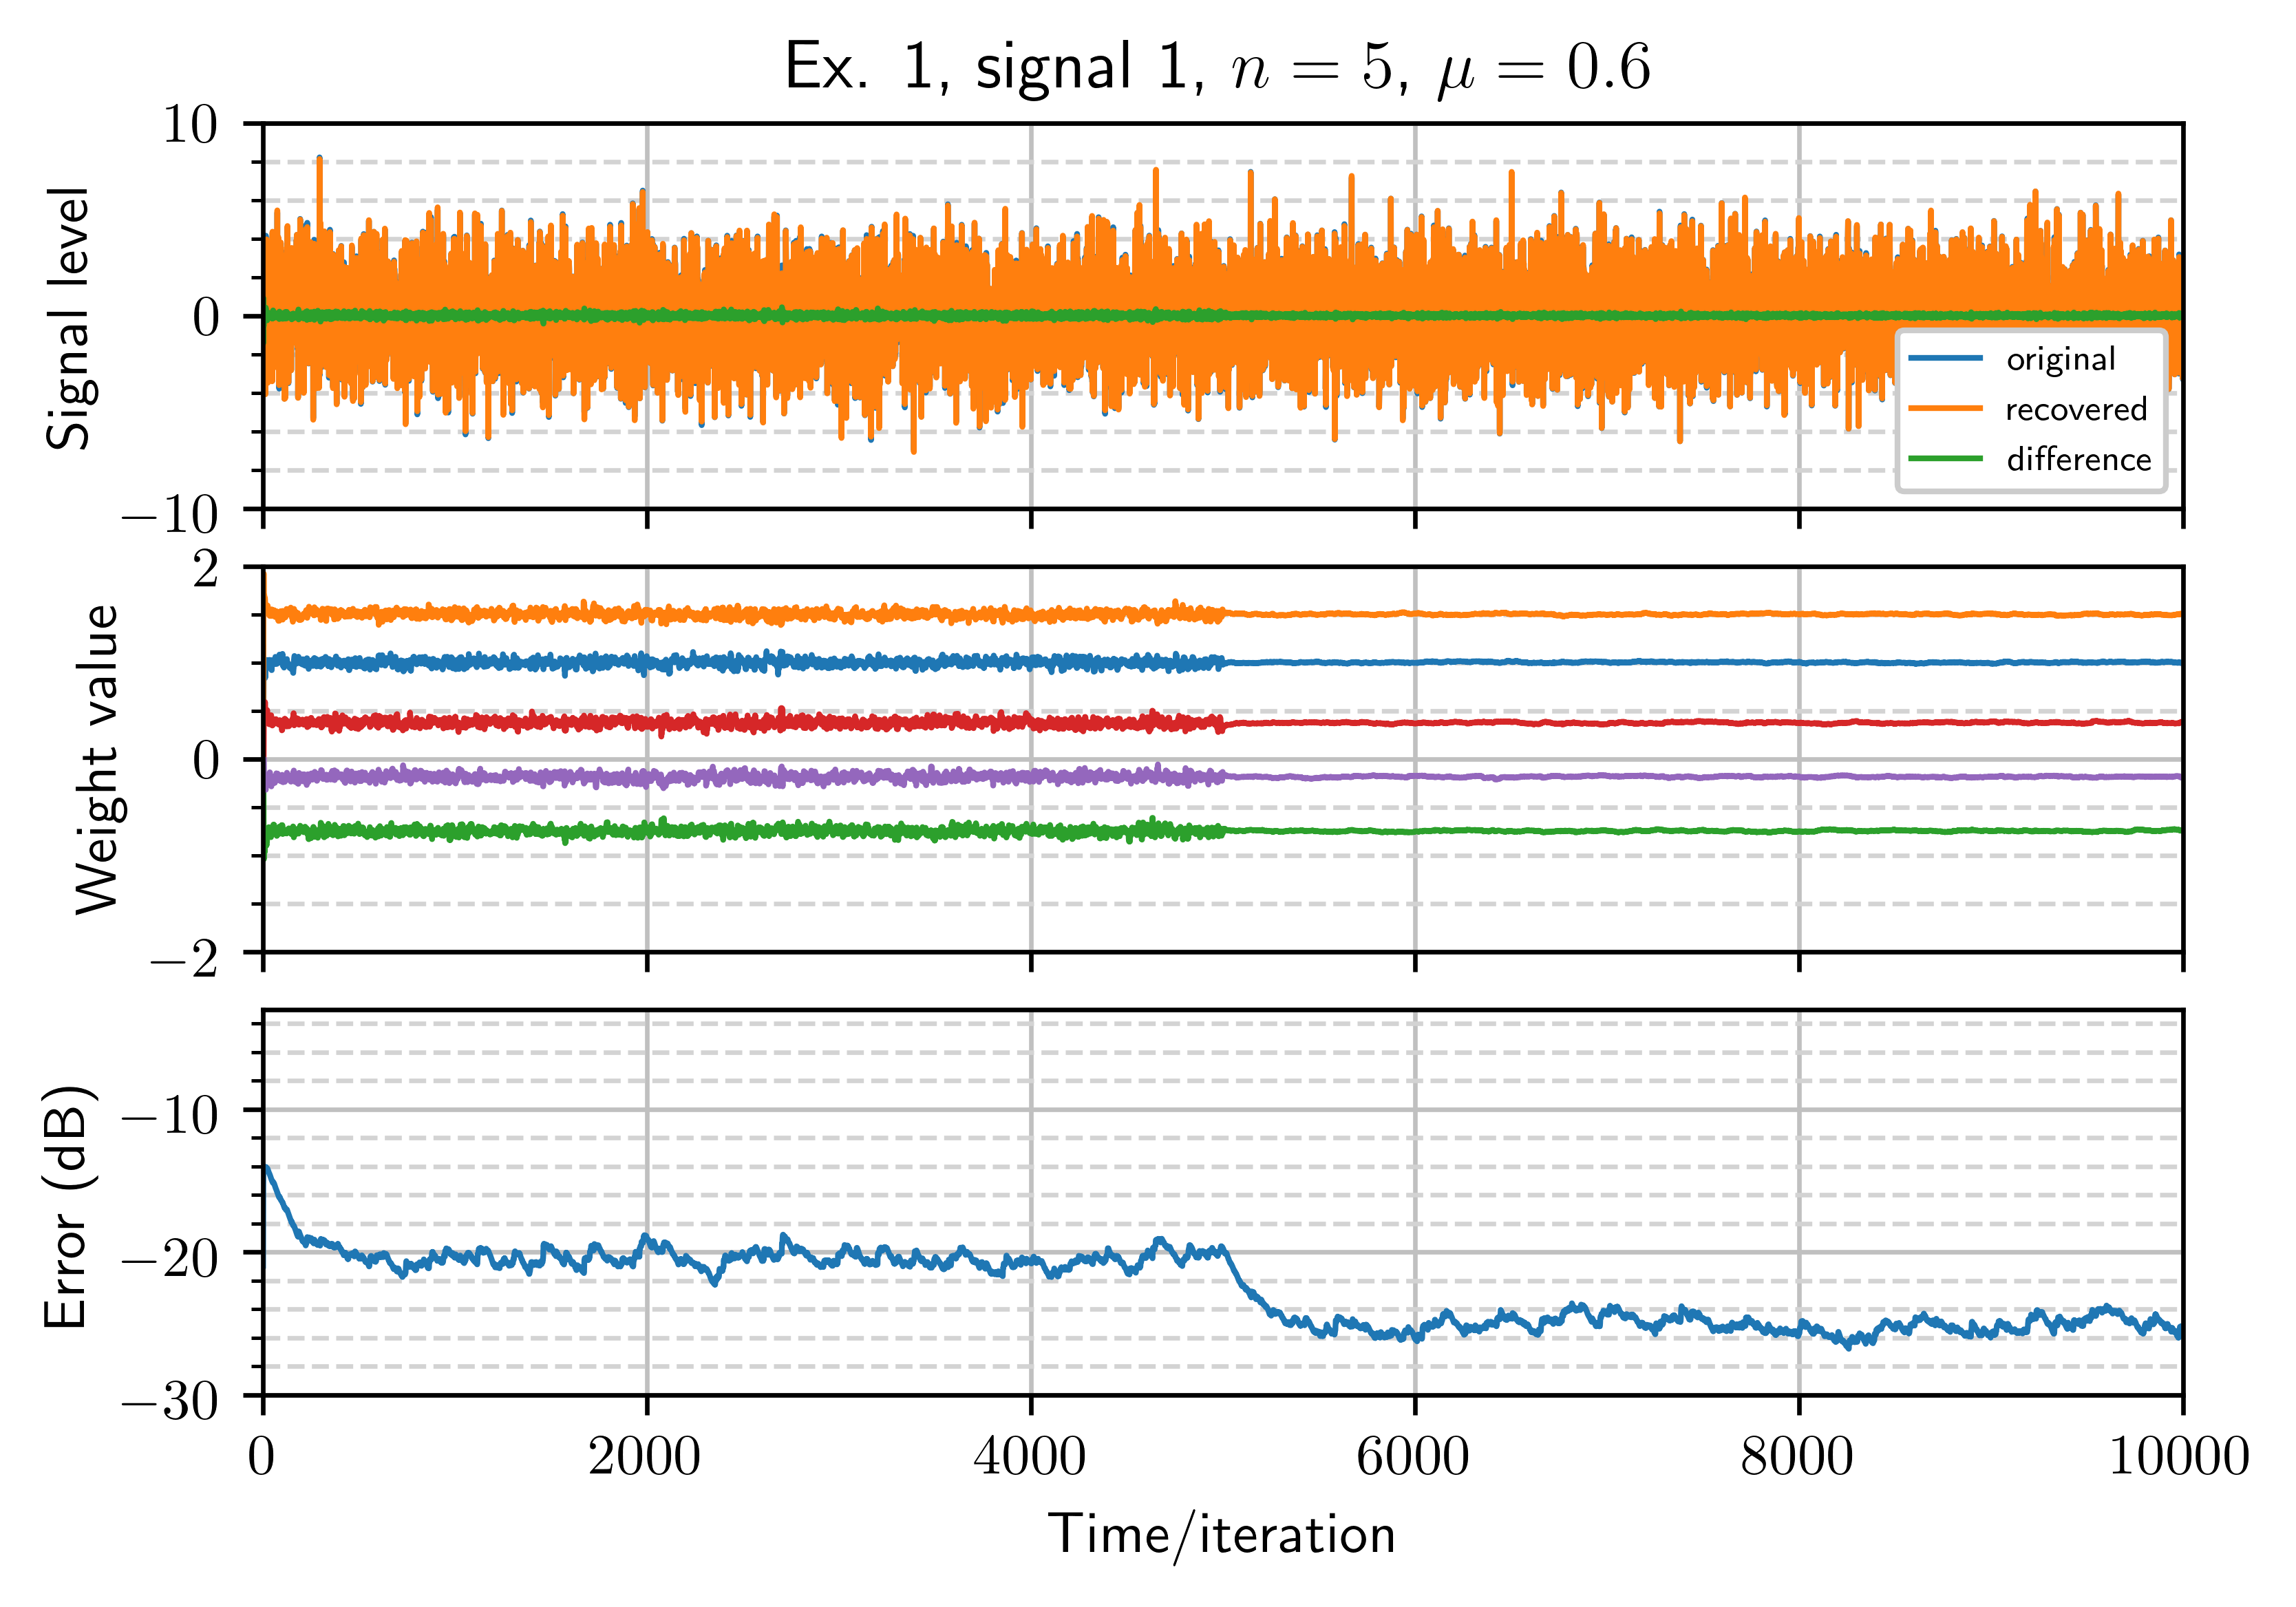 Ex. 1, signal 1, n = 5, μ = 0.6
Signal level
10
0
−10
original
recovered
difference
Weight value
2
0
−2
Error (dB)
−10
−20
−30
0 2000 4000 6000 8000 10000
Time/iteration